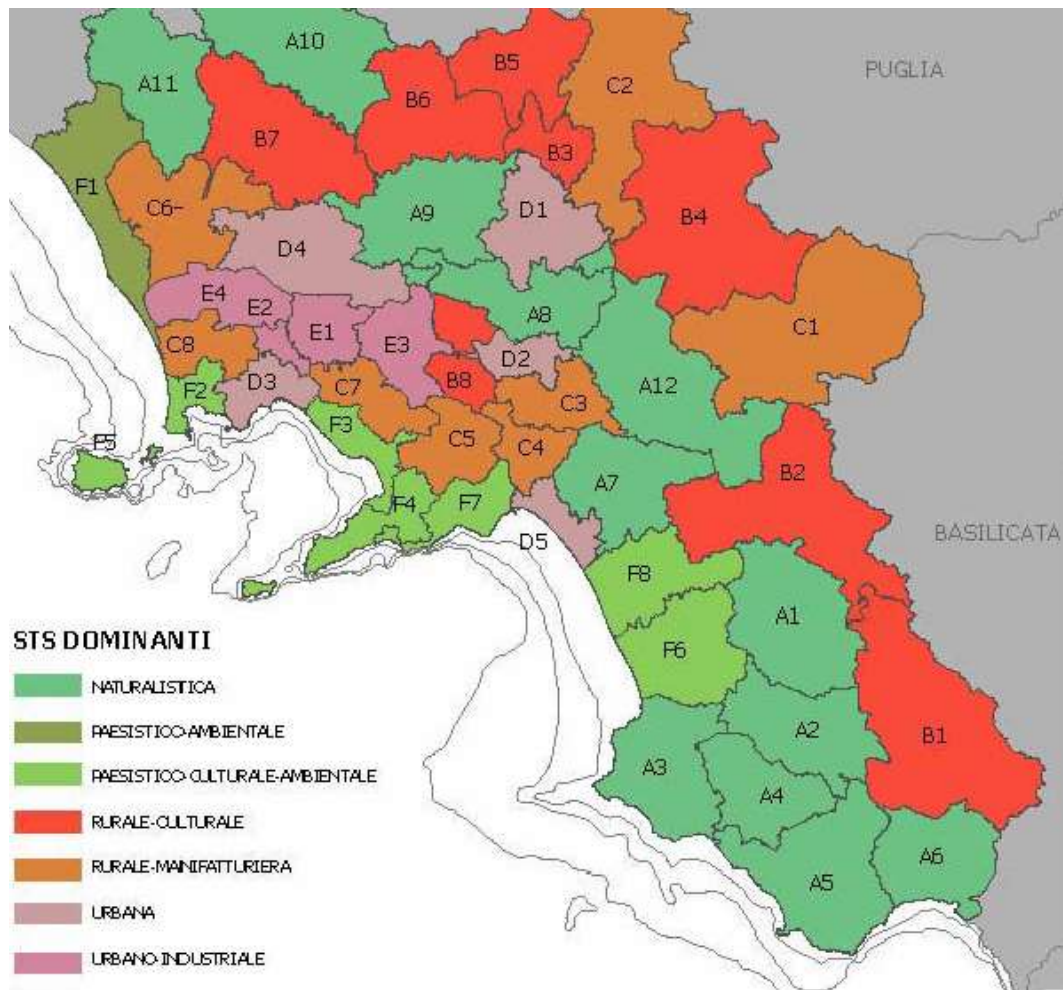 A10
B5
PUGLIA
A11
C2
B6
B7
B3
F1
C6-
A9
D1
B4
D4
E4
E2
A8
C1
E1
E3
C8
D2
A12
F2
D3
C7
B8
C3
F3
C5
C4
F5
B2
A7
F4
F7
D5
BASILICATA
F8
A1
F6
STS DOMINANTI
NATURALISTICA
PAESISTICO-AMBIENTALE
PAESISTICO-CULTURALE-AMBIENTALE
RURALE-CULTURALE
RURALE-MANIFATTURIERA
URBANA
URBANO-INDUSTRIALE
A2
B1
A3
A4
A6
A5